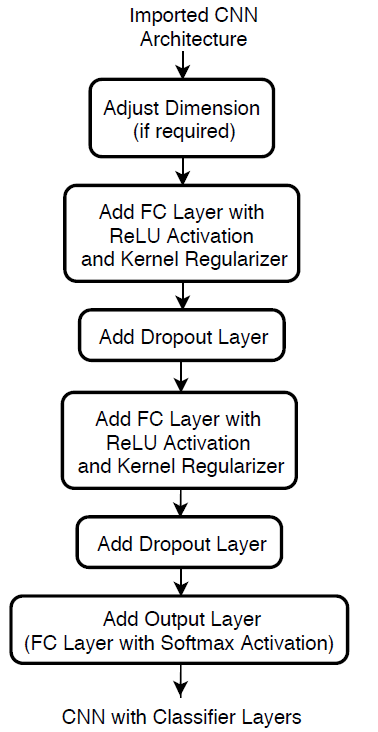 Imported CNN
Architecture
Adjust Dimension
(if required)
Add FC Layer with
ReLU Activation
and Kernel Regularizer
Add Dropout Layer
Add FC Layer with
ReLU Activation
and Kernel Regularizer
Add Dropout Layer
Add Output Layer
(FC Layer with Softmax Activation)
CNN with Classifier Layers